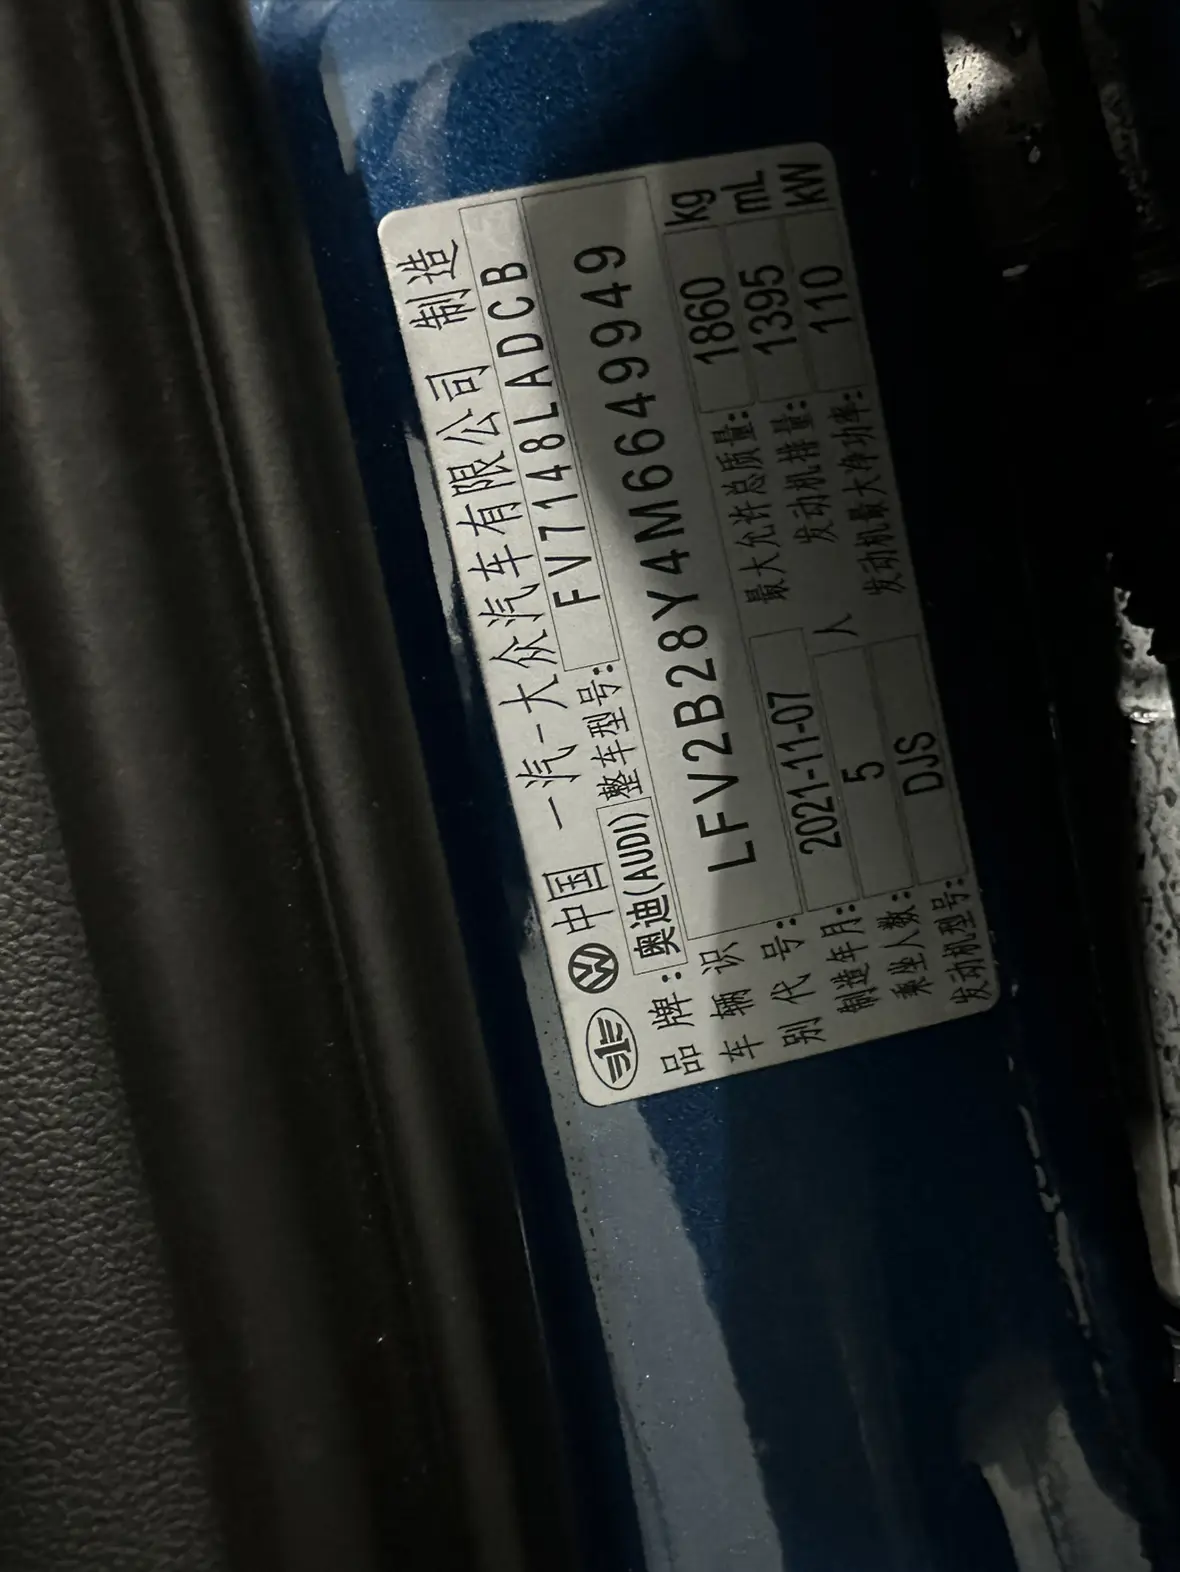 中国 一汽-大众汽车有限公司 制造
品牌: 奥迪(AUDI) 整车型号: FV7148LADCB
车辆识别代号: LFV2B28Y4M6649949
制造年月: 2021-11-07 最大允许总质量: 1860 kg
乘坐人数: 5 人 发动机排量: 1395 mL
发动机型号: DJS 发动机最大净功率: 110 kW